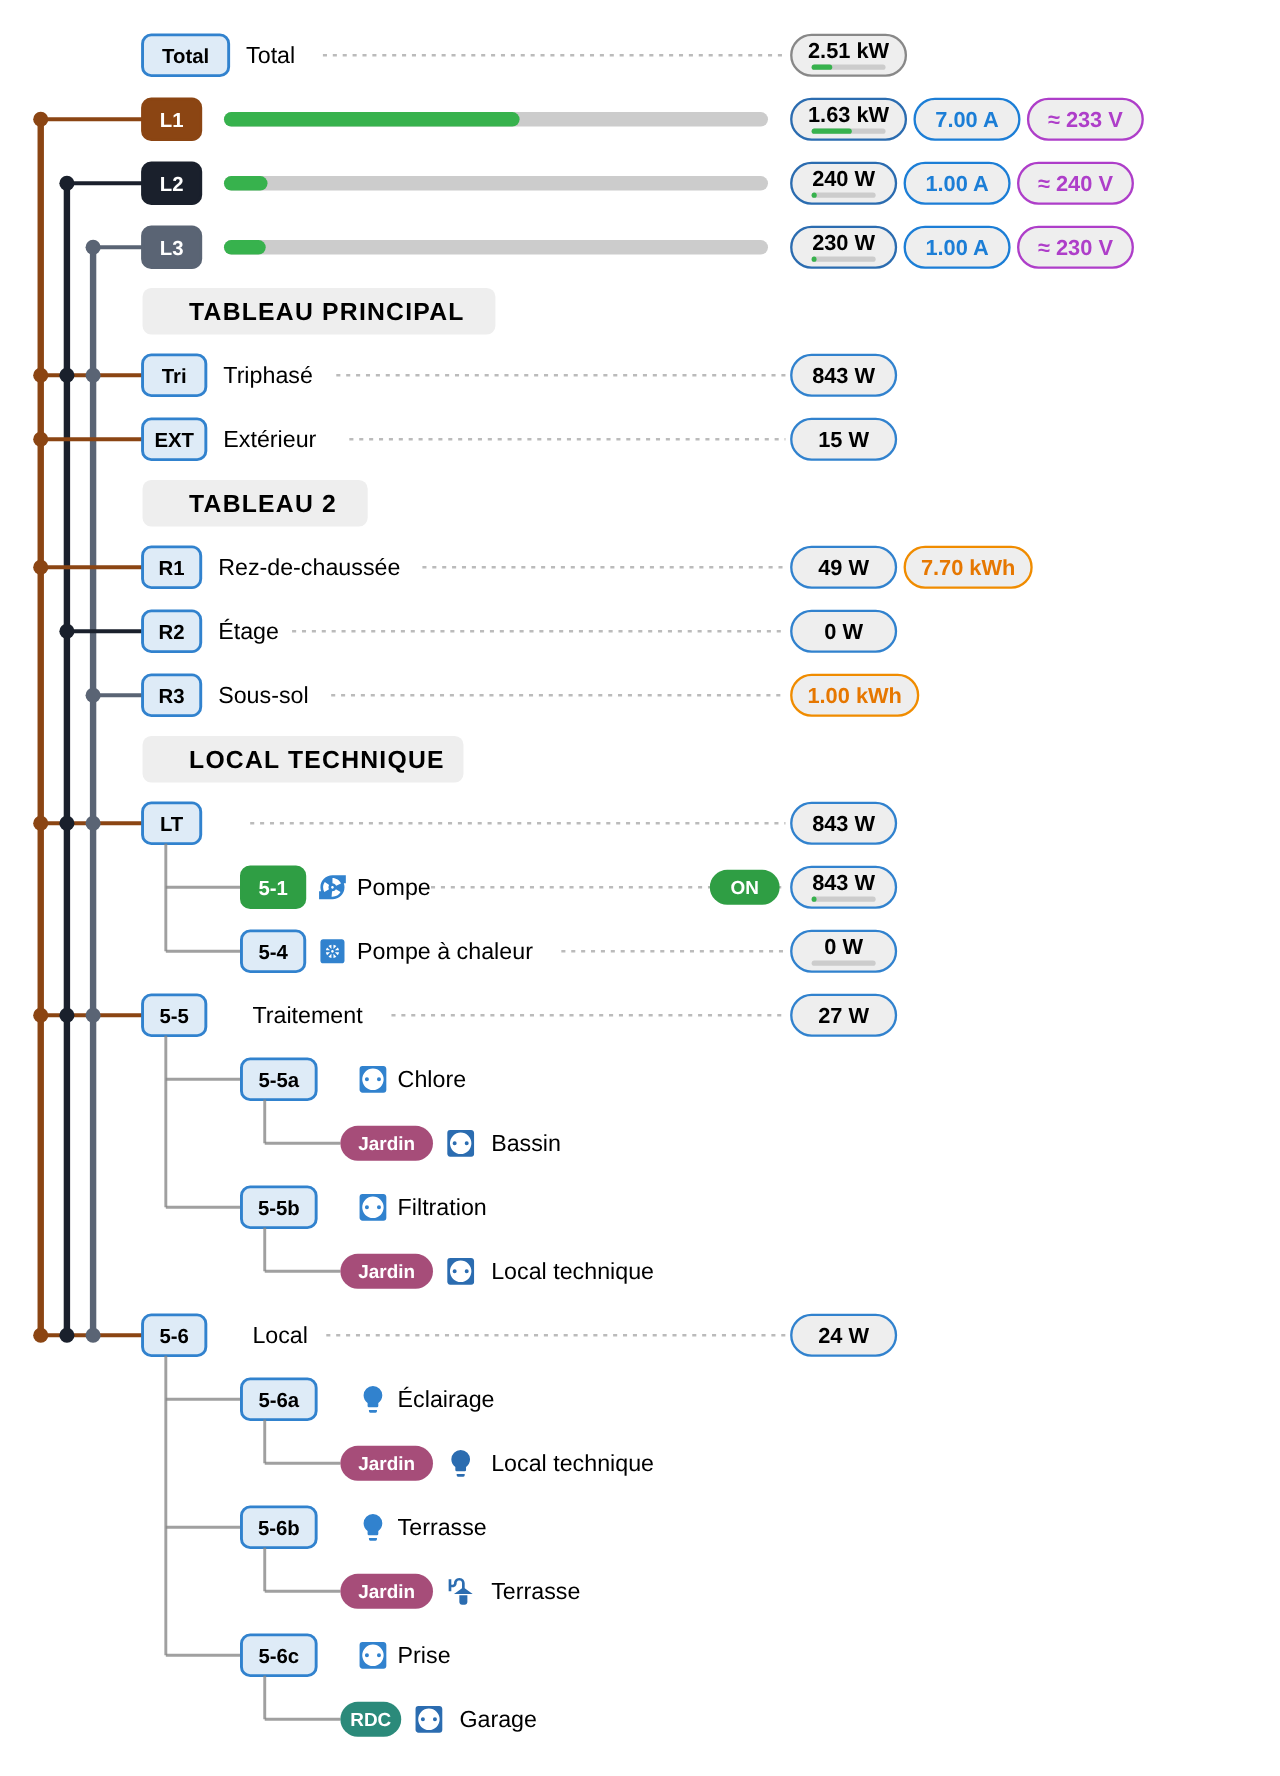 Total Total 2.51 kW
L1 1.63 kW 7.00 A ≈ 233 V
L2 240 W 1.00 A ≈ 240 V
L3 230 W 1.00 A ≈ 230 V
TABLEAU PRINCIPAL
Tri Triphasé 843 W
EXT Extérieur 15 W
TABLEAU 2
R1 Rez-de-chaussée 49 W 7.70 kWh
R2 Étage 0 W
R3 Sous-sol 1.00 kWh
LOCAL TECHNIQUE
LT 843 W
5-1 Pompe ON 843 W
5-4 Pompe à chaleur 0 W
5-5 Traitement 27 W
5-5a Chlore
Jardin Bassin
5-5b Filtration
Jardin Local technique
5-6 Local 24 W
5-6a Éclairage
Jardin Local technique
5-6b Terrasse
Jardin Terrasse
5-6c Prise
RDC Garage